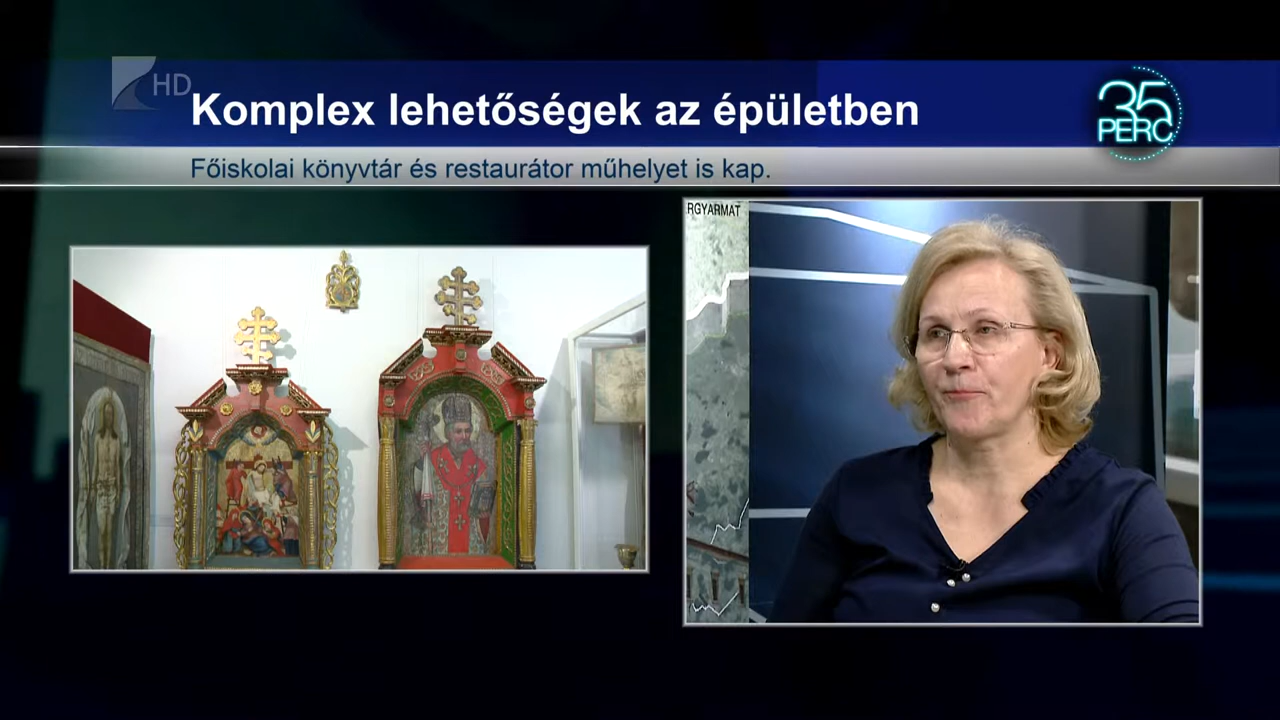 HD
Komplex lehetőségek az épületben
35
PERC
Főiskolai könyvtár és restaurátor műhelyet is kap.
RGYARMAT